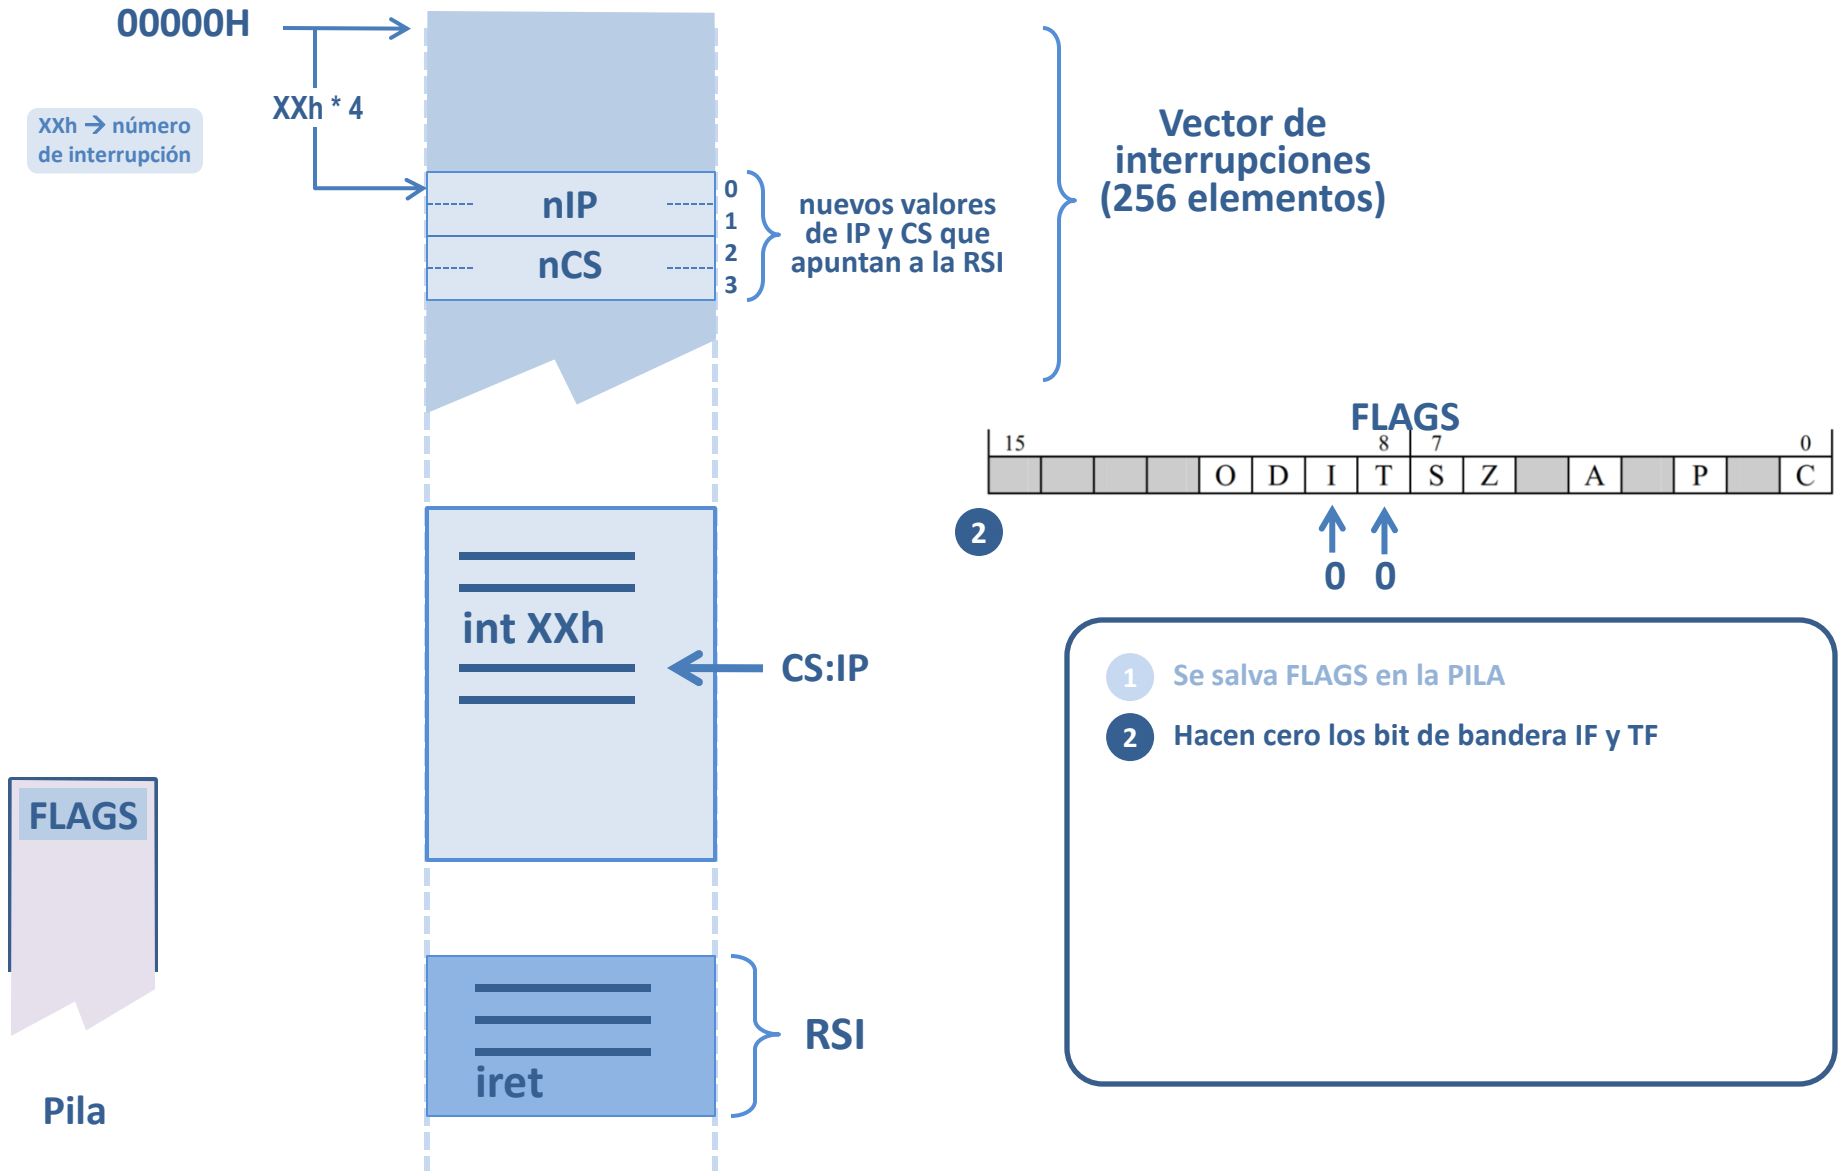 00000H
XXh * 4
XXh → número
de interrupción
nIP
nCS
0
1
2
3
nuevos valores
de IP y CS que
apuntan a la RSI
Vector de
interrupciones
(256 elementos)
FLAGS
15 8 7 0
O D I T S Z A P C
2
0 0
int XXh
CS:IP
1 Se salva FLAGS en la PILA
2 Hacen cero los bit de bandera IF y TF
FLAGS
Pila
iret
RSI